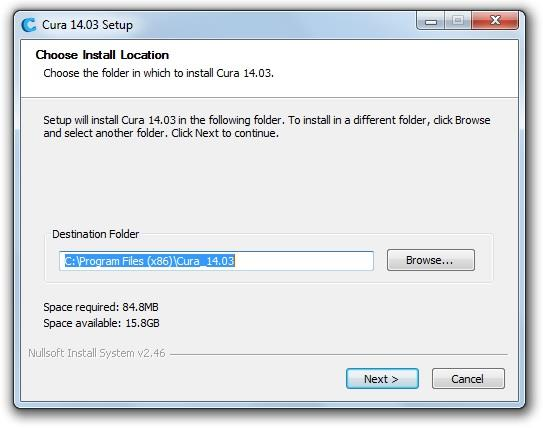 Cura 14.03 Setup
Choose Install Location
Choose the folder in which to install Cura 14.03.
Setup will install Cura 14.03 in the following folder. To install in a different folder, click Browse
and select another folder. Click Next to continue.
Destination Folder
C:\Program Files (x86)\Cura_14.03
Browse...
Space required: 84.8MB
Space available: 15.8GB
Nullsoft Install System v2.46
Next >
Cancel